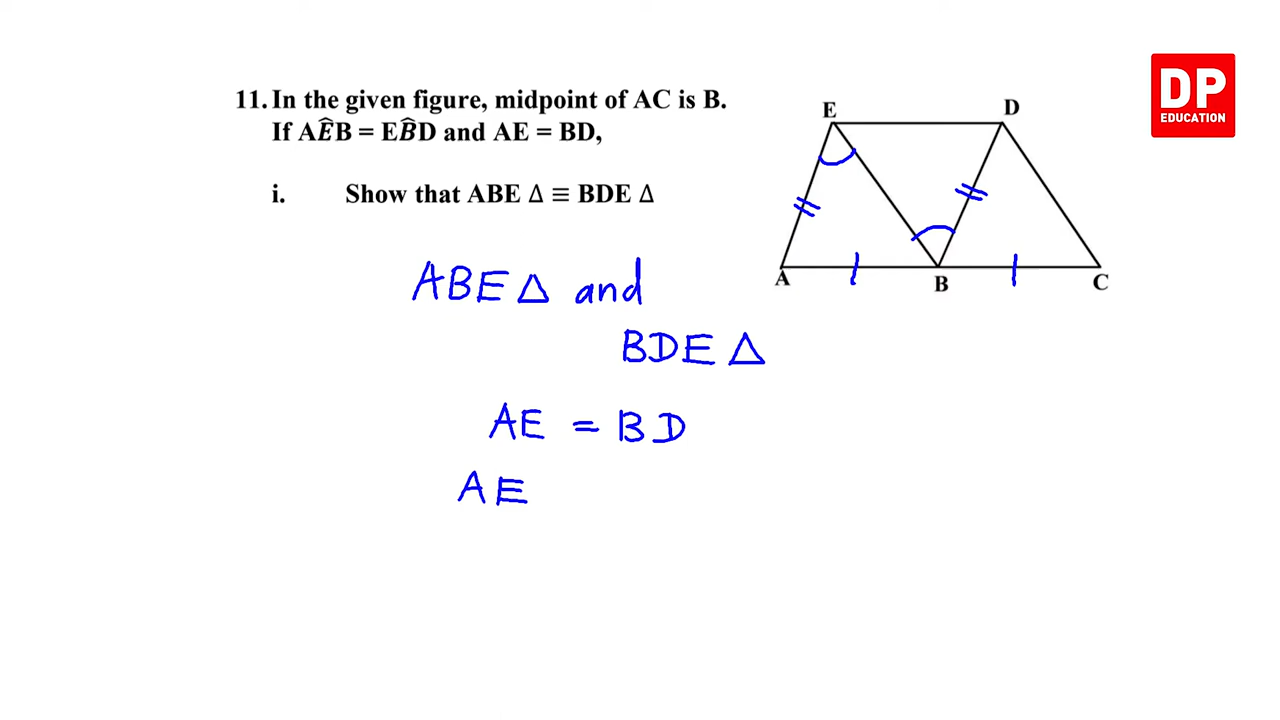 11. In the given figure, midpoint of AC is B.
If AÊB = EB̂D and AE = BD,
i. Show that ABE Δ ≡ BDE Δ
ABE Δ and
BDE Δ
AE = BD
AE
E
D
A
B
C
DP
EDUCATION